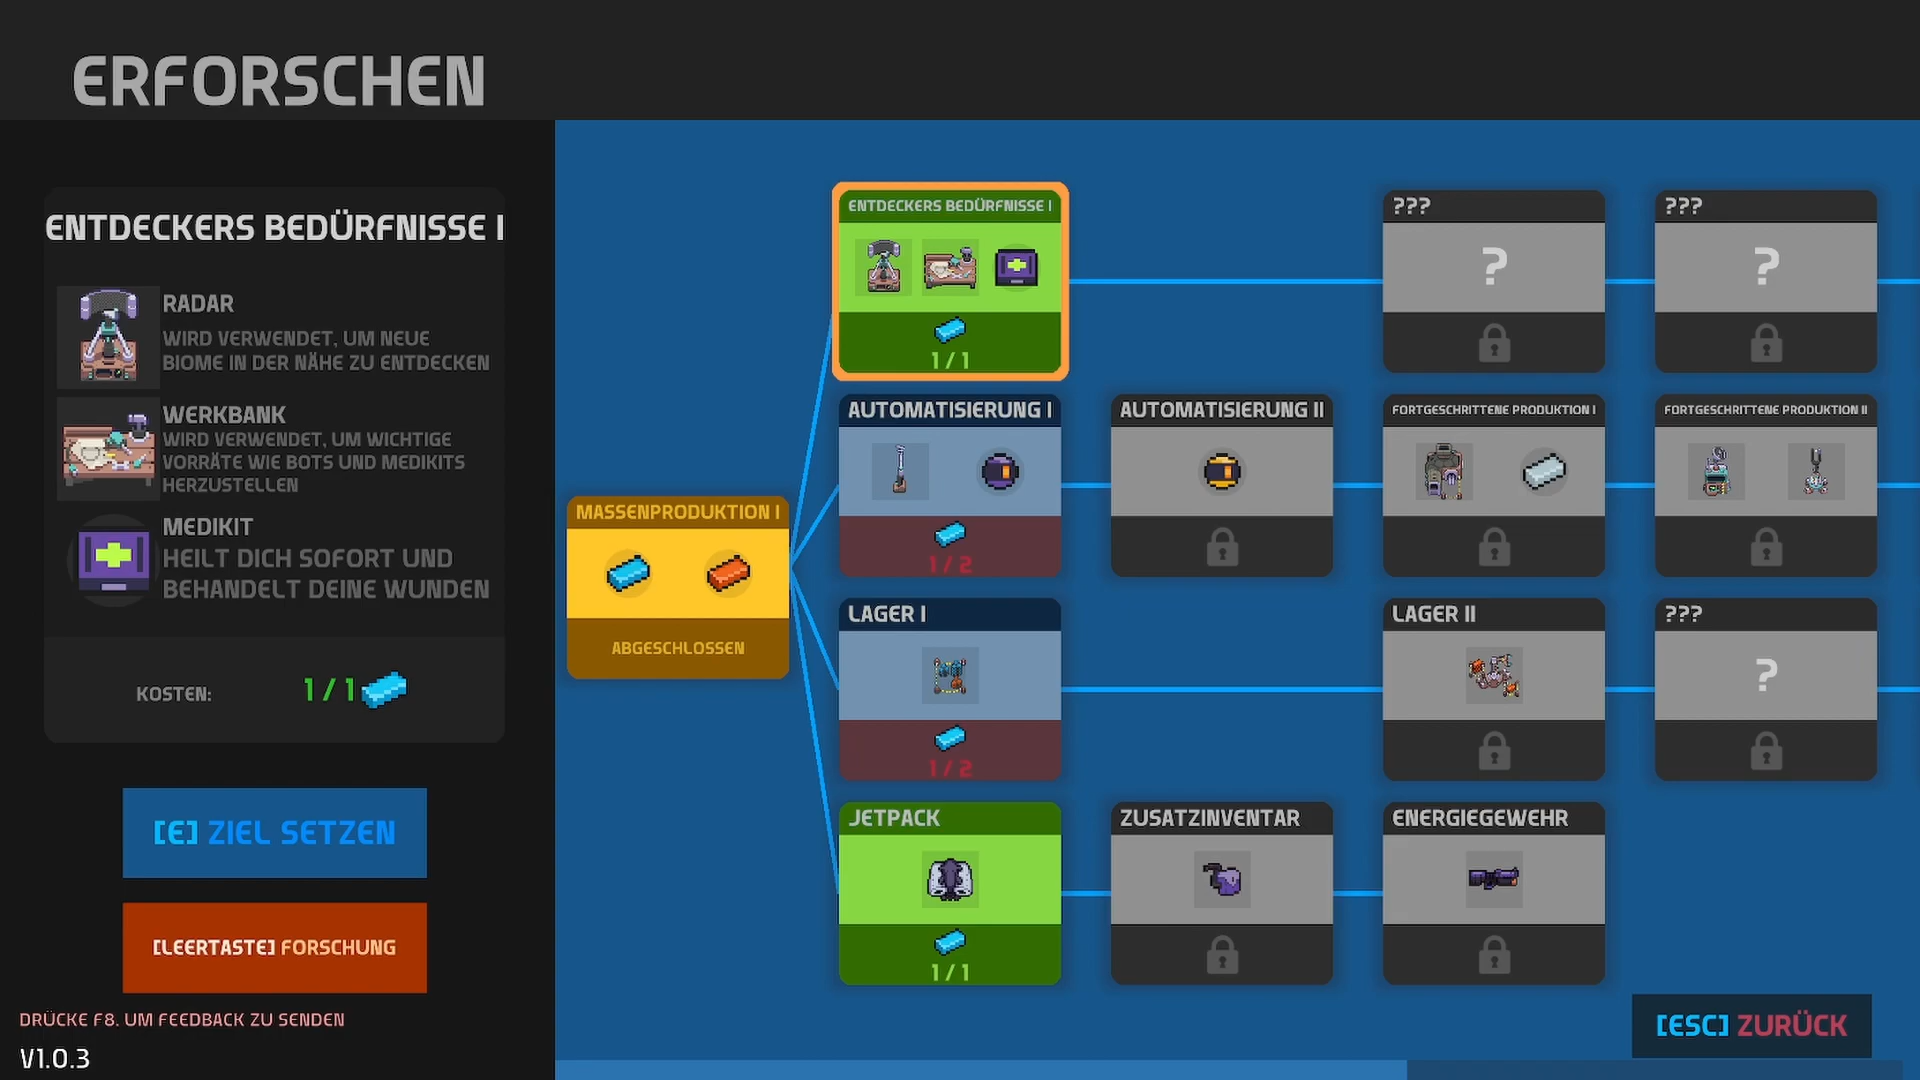 ERFORSCHEN
ENTDECKERS BEDÜRFNISSE I
RADAR
WIRD VERWENDET, UM NEUE
BIOME IN DER NÄHE ZU ENTDECKEN
WERKBANK
WIRD VERWENDET, UM WICHTIGE
VORRÄTE WIE BOTS UND MEDIKITS
HERZUSTELLEN
MEDIKIT
HEILT DICH SOFORT UND
BEHANDELT DEINE WUNDEN
KOSTEN: 1 / 1
[E] ZIEL SETZEN
[LEERTASTE] FORSCHUNG
DRÜCKE F8. UM FEEDBACK ZU SENDEN
V1.0.3
MASSENPRODUKTION I
ABGESCHLOSSEN
ENTDECKERS BEDÜRFNISSE I
1 / 1
???
?
???
?
AUTOMATISIERUNG I
1 / 2
AUTOMATISIERUNG II
FORTGESCHRITTENE PRODUKTION I
FORTGESCHRITTENE PRODUKTION II
LAGER I
1 / 2
LAGER II
???
?
JETPACK
1 / 1
ZUSATZINVENTAR
ENERGIEGEWEHR
[ESC] ZURÜCK